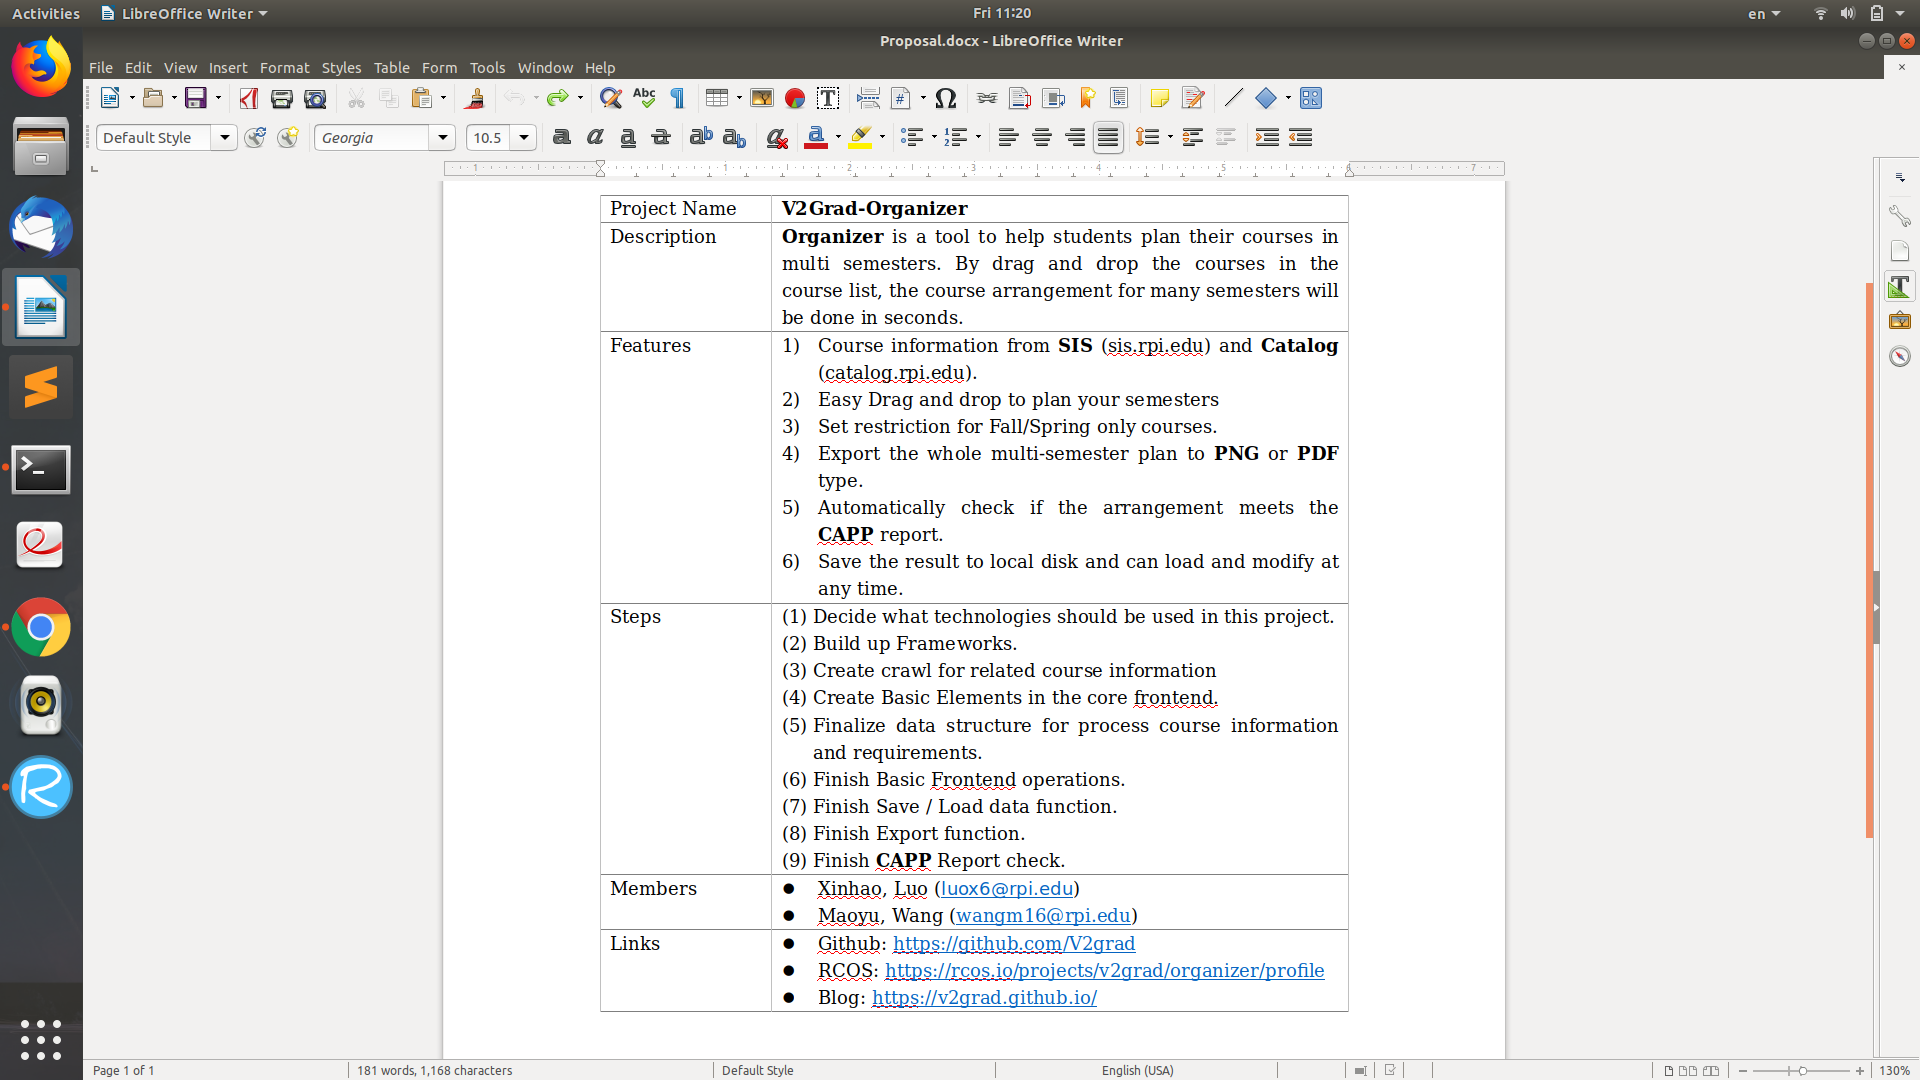 Activities LibreOffice Writer Fri 11:20 en
Proposal.docx - LibreOffice Writer
File Edit View Insert Format Styles Table Form Tools Window Help
Default Style Georgia 10.5
1 1 2 3 4 5 6 7
Project Name V2Grad-Organizer
Description Organizer is a tool to help students plan their courses in
multi semesters. By drag and drop the courses in the
course list, the course arrangement for many semesters will
be done in seconds.
Features 1) Course information from SIS (sis.rpi.edu) and Catalog
(catalog.rpi.edu).
2) Easy Drag and drop to plan your semesters
3) Set restriction for Fall/Spring only courses.
4) Export the whole multi-semester plan to PNG or PDF
type.
5) Automatically check if the arrangement meets the
CAPP report.
6) Save the result to local disk and can load and modify at
any time.
Steps (1) Decide what technologies should be used in this project.
(2) Build up Frameworks.
(3) Create crawl for related course information
(4) Create Basic Elements in the core frontend.
(5) Finalize data structure for process course information
and requirements.
(6) Finish Basic Frontend operations.
(7) Finish Save / Load data function.
(8) Finish Export function.
(9) Finish CAPP Report check.
Members ● Xinhao, Luo (luox6@rpi.edu)
● Maoyu, Wang (wangm16@rpi.edu)
Links ● Github: https://github.com/V2grad
● RCOS: https://rcos.io/projects/v2grad/organizer/profile
● Blog: https://v2grad.github.io/
Page 1 of 1 181 words, 1,168 characters Default Style English (USA) 130%